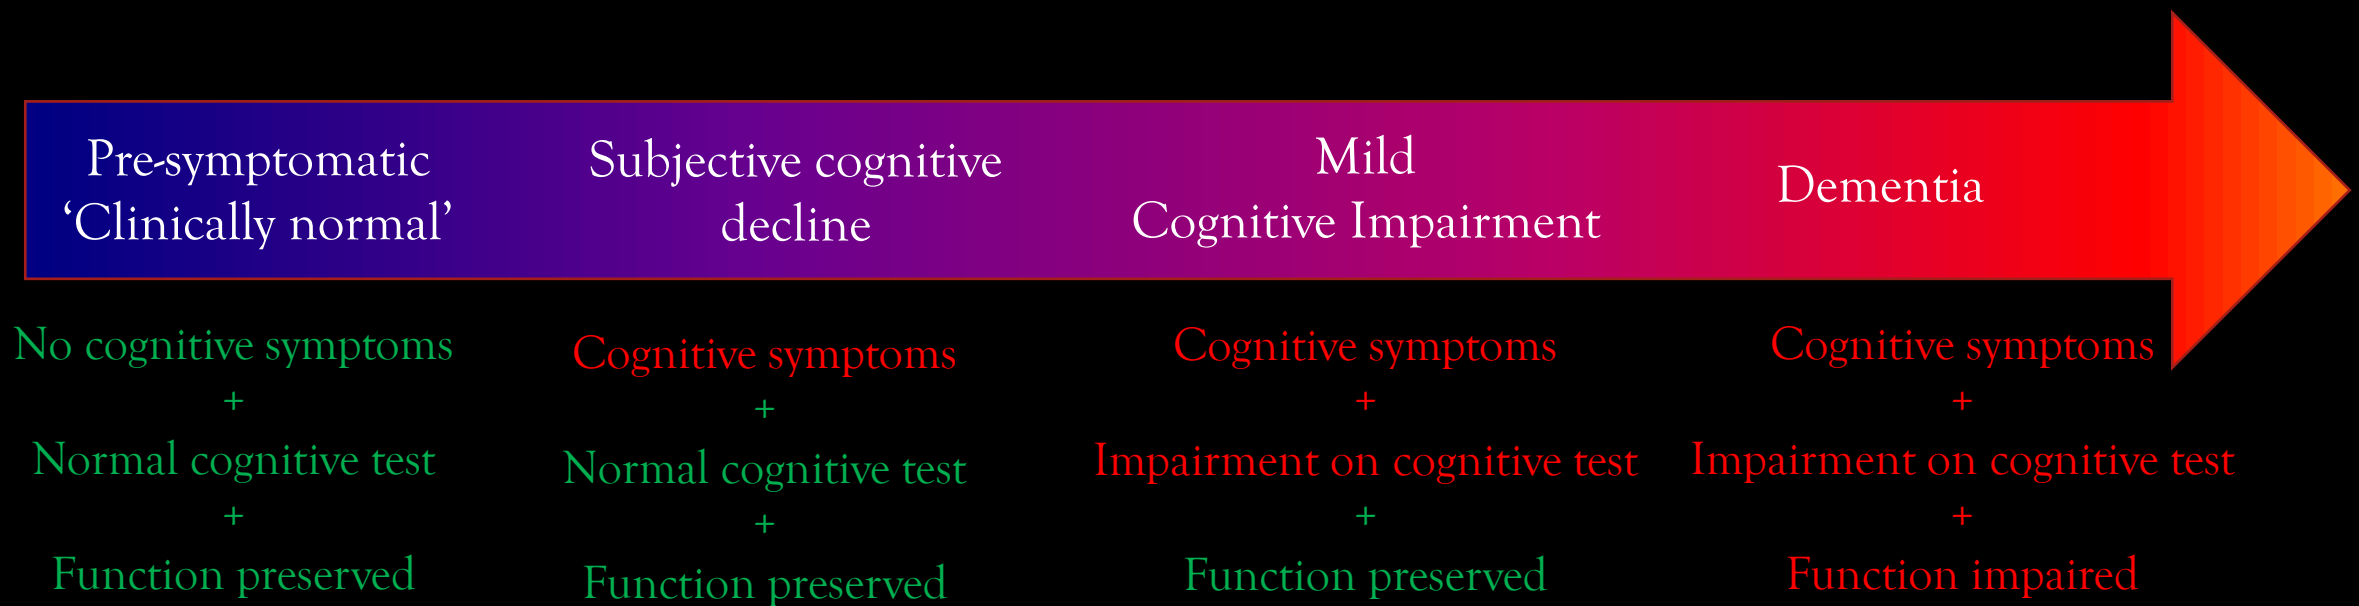 Pre-symptomatic
‘Clinically normal’
Subjective cognitive
decline
Mild
Cognitive Impairment
Dementia
No cognitive symptoms
+
Normal cognitive test
+
Function preserved
Cognitive symptoms
+
Normal cognitive test
+
Function preserved
Cognitive symptoms
+
Impairment on cognitive test
+
Function preserved
Cognitive symptoms
+
Impairment on cognitive test
+
Function impaired